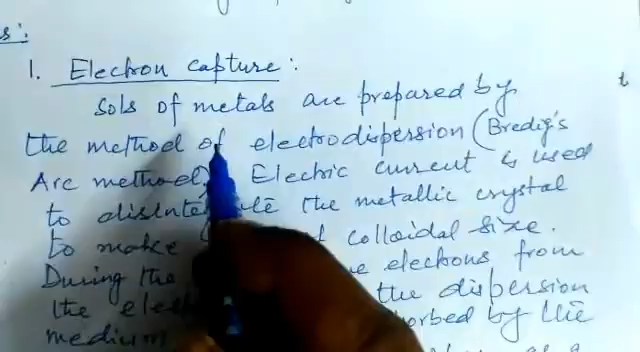 s:
1. Electron capture:
Sols of metals are prepared by
the method of electrodispersion (Bredig's
Arc method) Electric current is used
to the metallic crystal
to make colloidal size.
During the electrons from
the the dispersion
by the
medium